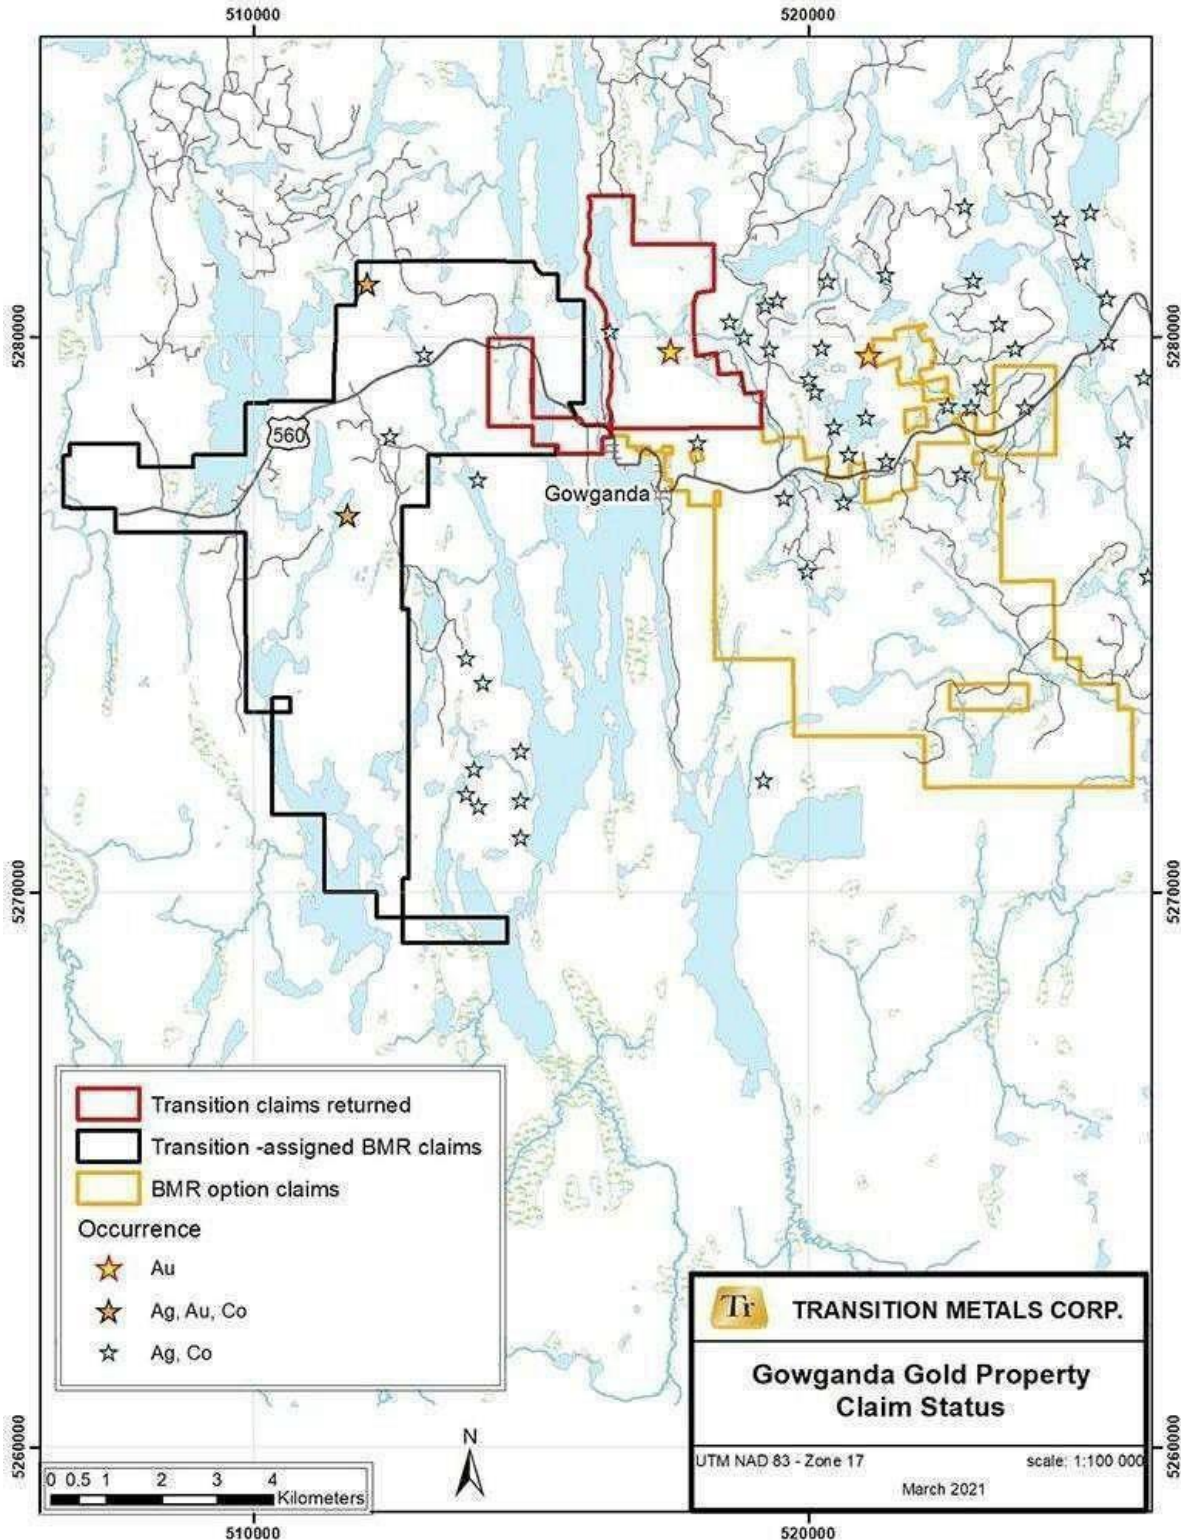 510000
520000
5280000
5280000
560
Gowganda
5270000
5270000
Transition claims returned
Transition -assigned BMR claims
BMR option claims
Occurrence
Au
Ag, Au, Co
Ag, Co
Tr
TRANSITION METALS CORP.
Gowganda Gold Property
Claim Status
UTM NAD 83 - Zone 17
scale: 1:100 000
March 2021
N
5260000
5260000
0 0.5 1 2 3 4
Kilometers
510000
520000